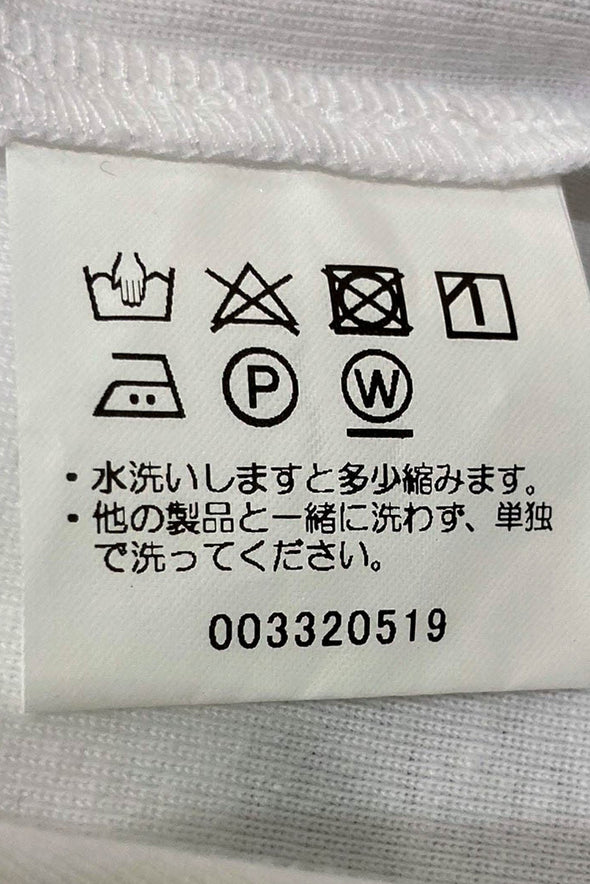 P W
・水洗いしますと多少縮みます。
・他の製品と一緒に洗わず、単独
で洗ってください。
003320519